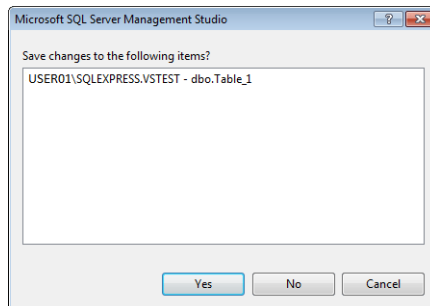 Microsoft SQL Server Management Studio
Save changes to the following items?
USER01\SQLEXPRESS.VSTEST - dbo.Table_1
Yes No Cancel